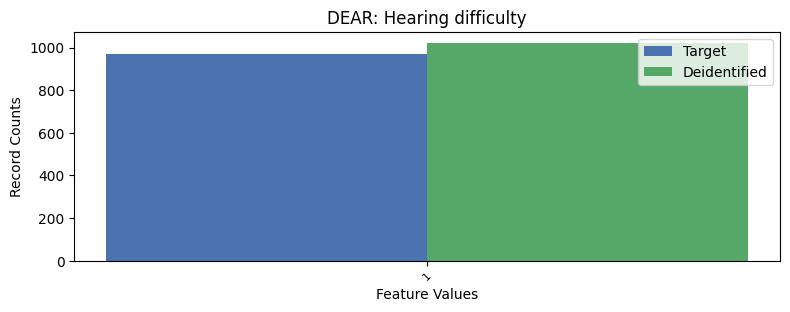 DEAR: Hearing difficulty
Record Counts
1000
800
600
400
200
0
Target
Deidentified
1
Feature Values